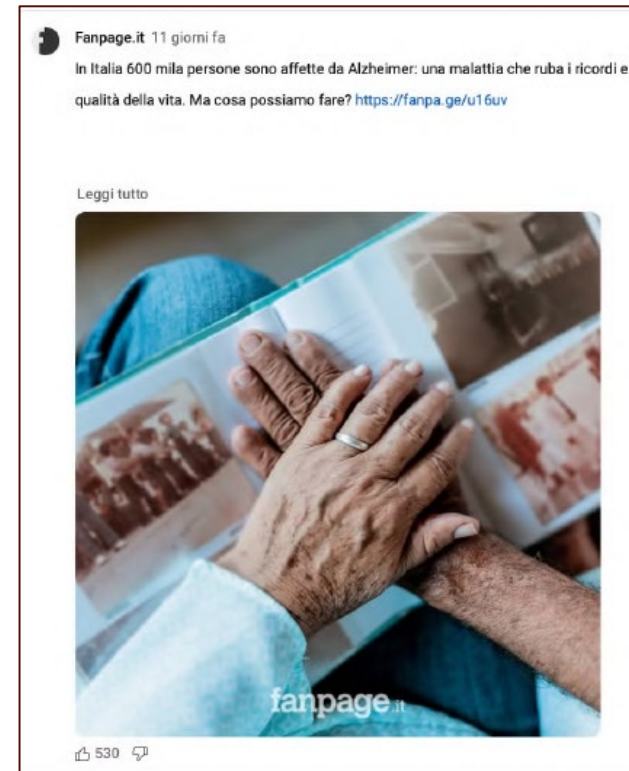 Fanpage.it 11 giorni fa
In Italia 600 mila persone sono affette da Alzheimer: una malattia che ruba i ricordi e
qualità della vita. Ma cosa possiamo fare? https://fanpa.ge/u16uv
Leggi tutto
fanpage.it
530